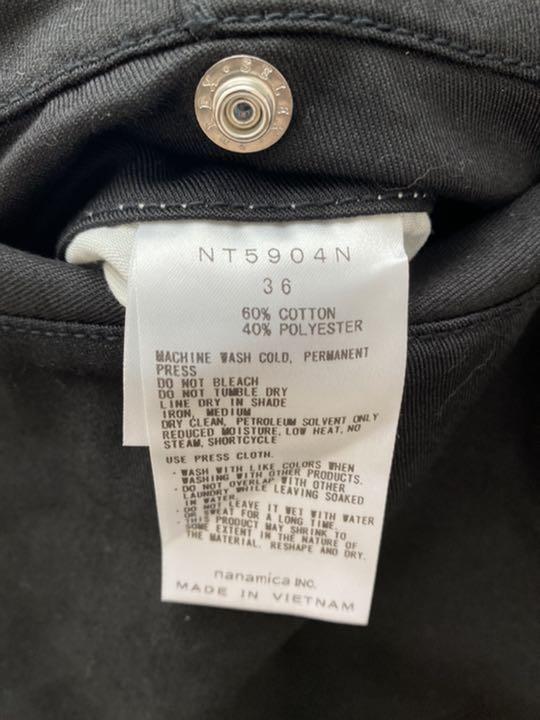 NT5904N
36
60% COTTON
40% POLYESTER
MACHINE WASH COLD, PERMANENT
PRESS
DO NOT BLEACH
DO NOT TUMBLE DRY
LINE DRY IN SHADE
IRON, MEDIUM
DRY CLEAN, PETROLEUM SOLVENT ONLY
REDUCED MOISTURE, LOW HEAT, NO
STEAM, SHORTCYCLE
USE PRESS CLOTH.
· WASH WITH LIKE COLORS WHEN
WASHING WITH OTHER PRODUCTS.
· DO NOT OVERLAP WITH OTHER
LAUNDRY WHILE LEAVING SOAKED
IN WATER.
· DO NOT LEAVE IT WET WITH WATER
OR SWEAT FOR A LONG TIME.
· THIS PRODUCT MAY SHRINK TO
SOME EXTENT IN THE NATURE OF
THE MATERIAL. RESHAPE AND DRY.
nanamica INC.
MADE IN VIETNAM